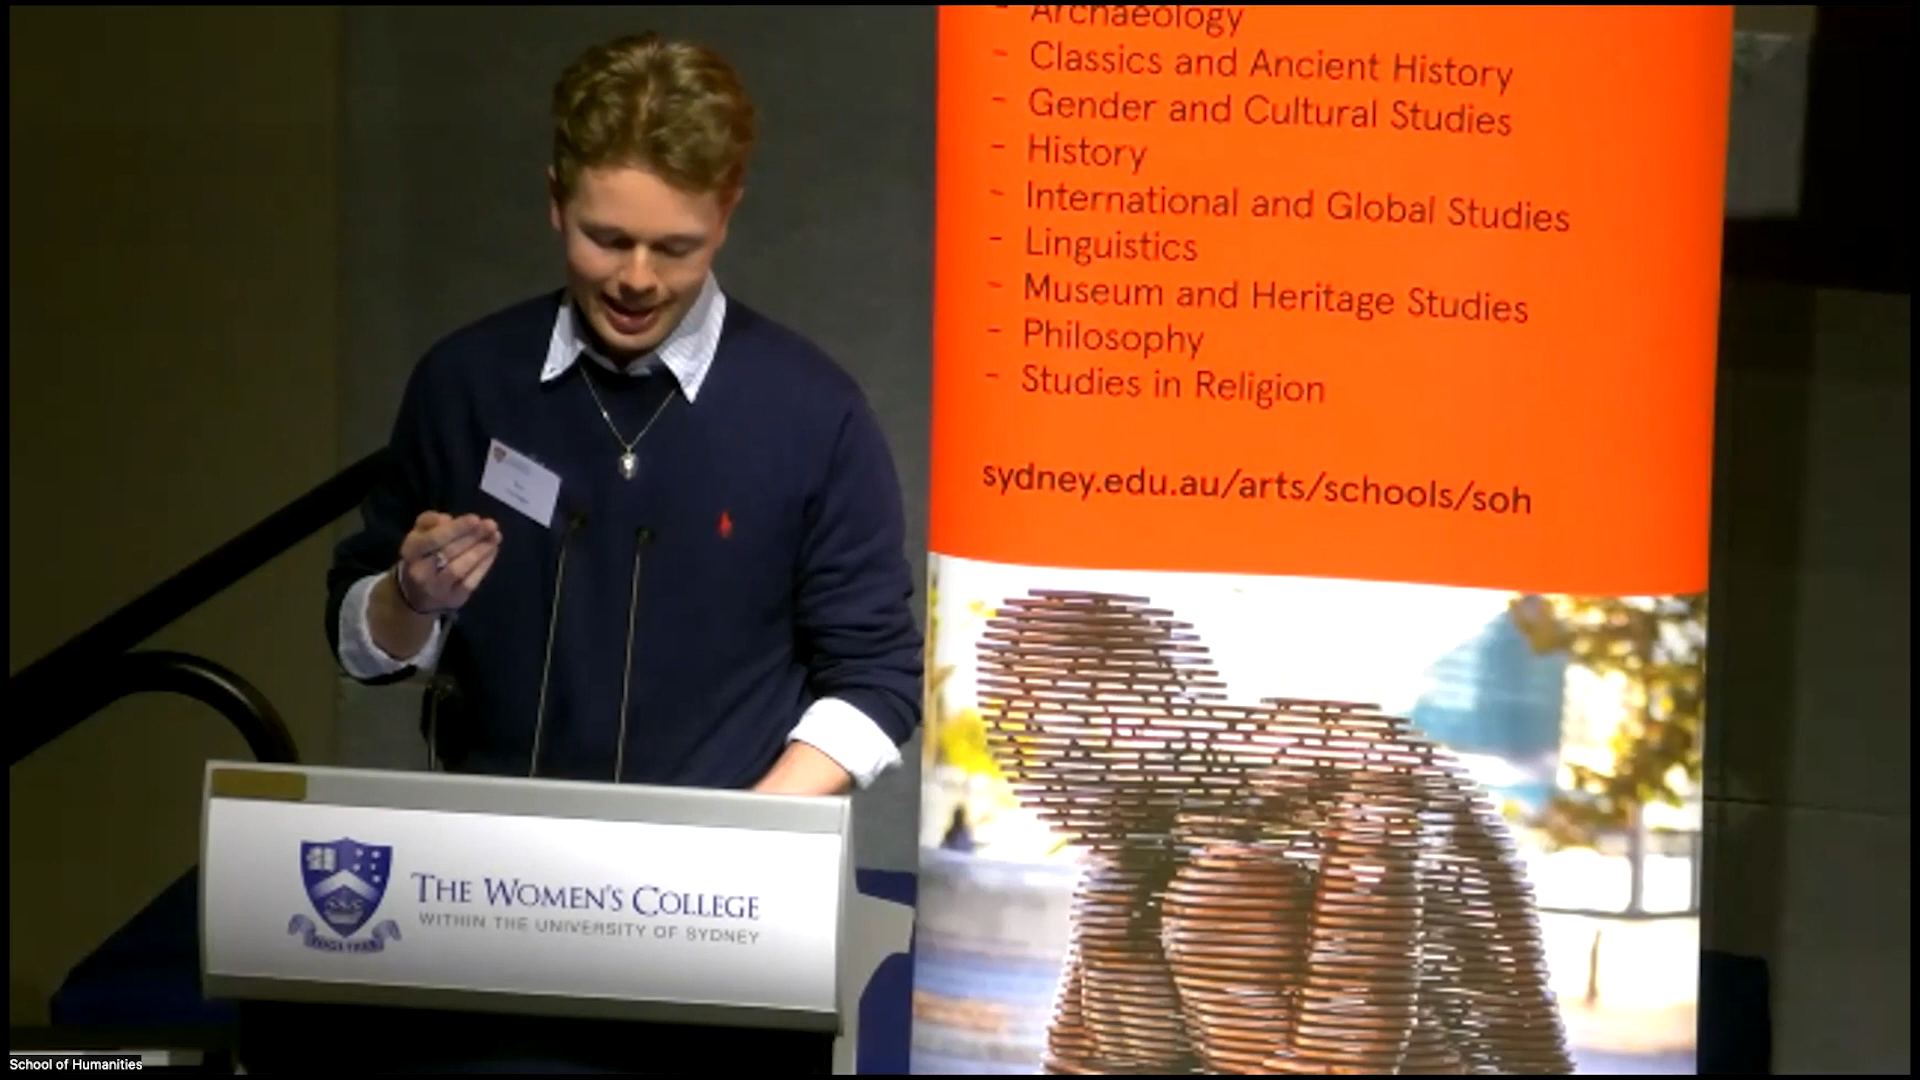 - Archaeology
- Classics and Ancient History
- Gender and Cultural Studies
- History
- International and Global Studies
- Linguistics
- Museum and Heritage Studies
- Philosophy
- Studies in Religion
sydney.edu.au/arts/schools/soh
THE WOMEN'S COLLEGE
WITHIN THE UNIVERSITY OF SYDNEY
School of Humanities